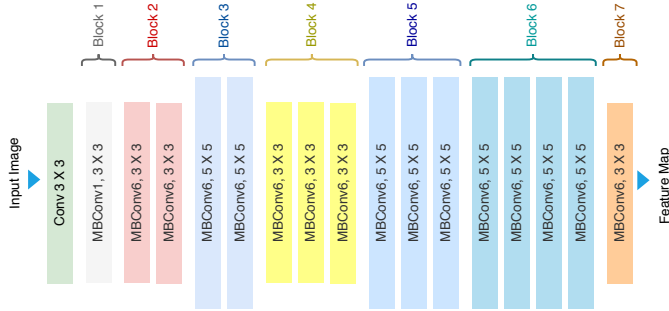 Input Image
Conv 3 X 3
Block 1
MBConv1, 3 X 3
Block 2
MBConv6, 3 X 3
MBConv6, 3 X 3
Block 3
MBConv6, 5 X 5
MBConv6, 5 X 5
Block 4
MBConv6, 3 X 3
MBConv6, 3 X 3
MBConv6, 3 X 3
Block 5
MBConv6, 5 X 5
MBConv6, 5 X 5
MBConv6, 5 X 5
Block 6
MBConv6, 5 X 5
MBConv6, 5 X 5
MBConv6, 5 X 5
MBConv6, 5 X 5
Block 7
MBConv6, 3 X 3
Feature Map